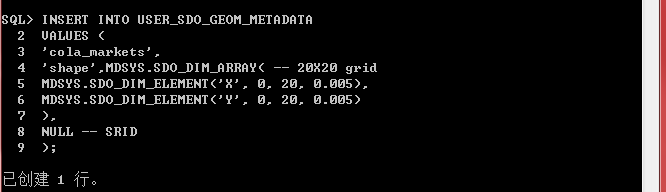 SQL> INSERT INTO USER_SDO_GEOM_METADATA
2 VALUES (
3 'cola_markets',
4 'shape',MDSYS.SDO_DIM_ARRAY( -- 20X20 grid
5 MDSYS.SDO_DIM_ELEMENT('X', 0, 20, 0.005),
6 MDSYS.SDO_DIM_ELEMENT('Y', 0, 20, 0.005)
7 ),
8 NULL -- SRID
9 );
已创建 1 行。